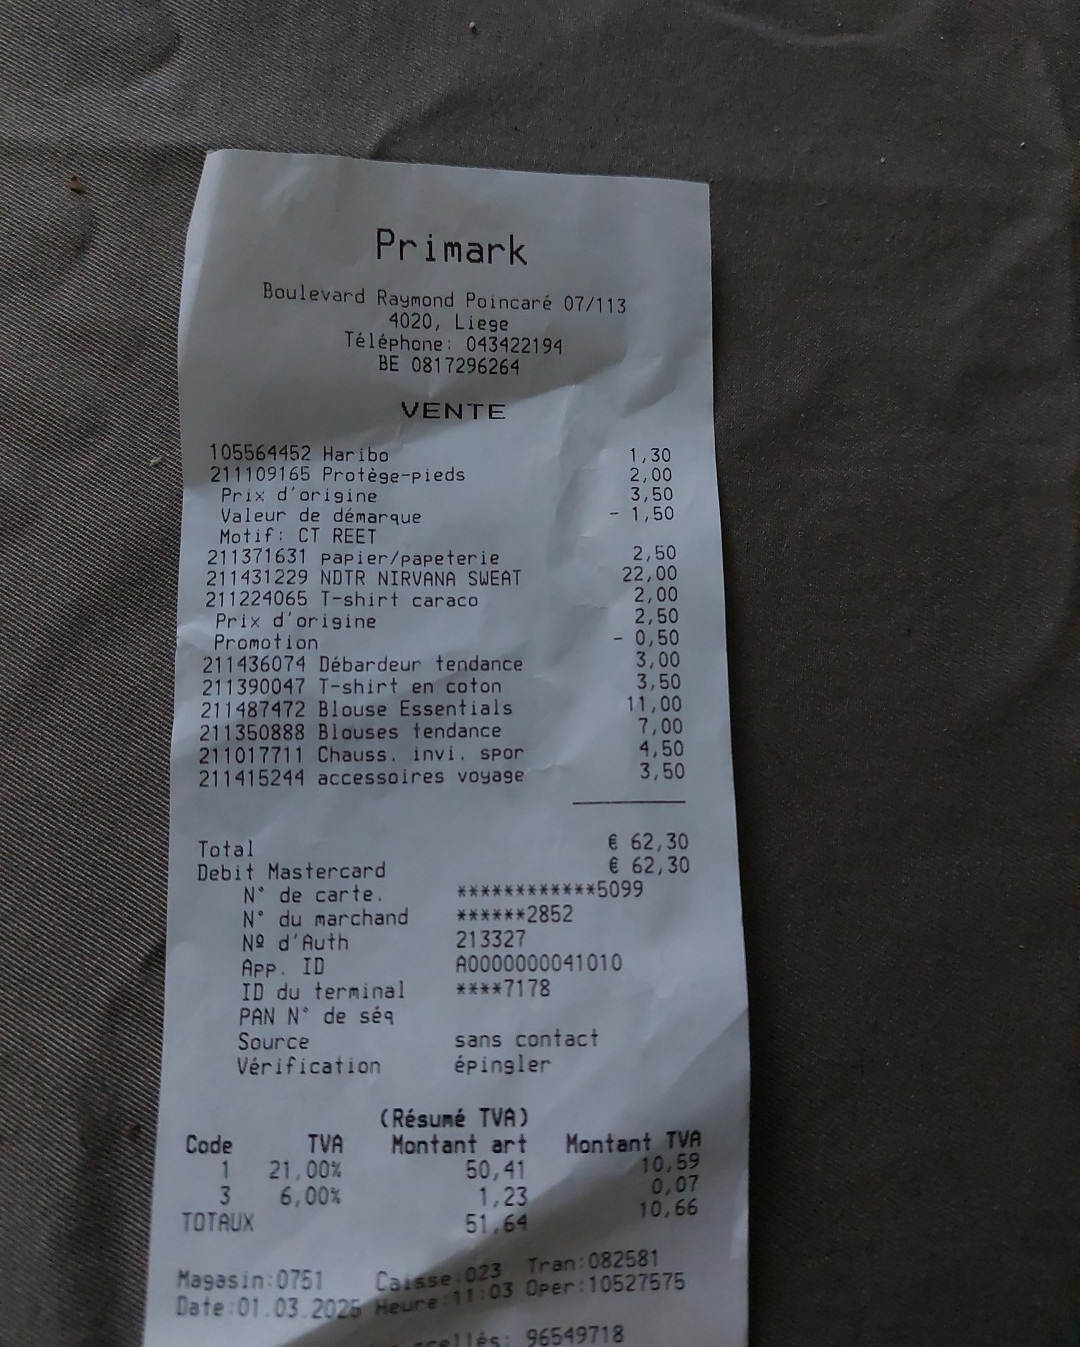 Primark
Boulevard Raymond Poincaré 07/113
4020, Liege
Téléphone: 043422194
BE 0817296264
VENTE
105564452 Haribo 1,30
211109165 Protège-pieds 2,00
Prix d'origine 3,50
Valeur de démarque - 1,50
Motif: CT REET
211371631 papier/papeterie 2,50
211431229 NDTR NIRVANA SWEAT 22,00
211224065 T-shirt caraco 2,00
Prix d'origine 2,50
Promotion - 0,50
211436074 Débardeur tendance 3,00
211390047 T-shirt en coton 3,50
211487472 Blouse Essentials 11,00
211350888 Blouses tendance 7,00
211017711 Chauss. invi. spor 4,50
211415244 accessoires voyage 3,50
Total € 62,30
Debit Mastercard € 62,30
N° de carte. ************5099
N° du marchand ******2852
Nº d'Auth 213327
App. ID A0000000041010
ID du terminal ****7178
PAN N° de séq
Source sans contact
Vérification épingler
(Résumé TVA)
Code TVA Montant art Montant TVA
1 21,00% 50,41 10,59
3 6,00% 1,23 0,07
TOTAUX 51,64 10,66
Magasin:0751 Caisse:023 Tran:082581
Date:01.03.2025 Heure:11:03 Oper:10527575
96549718